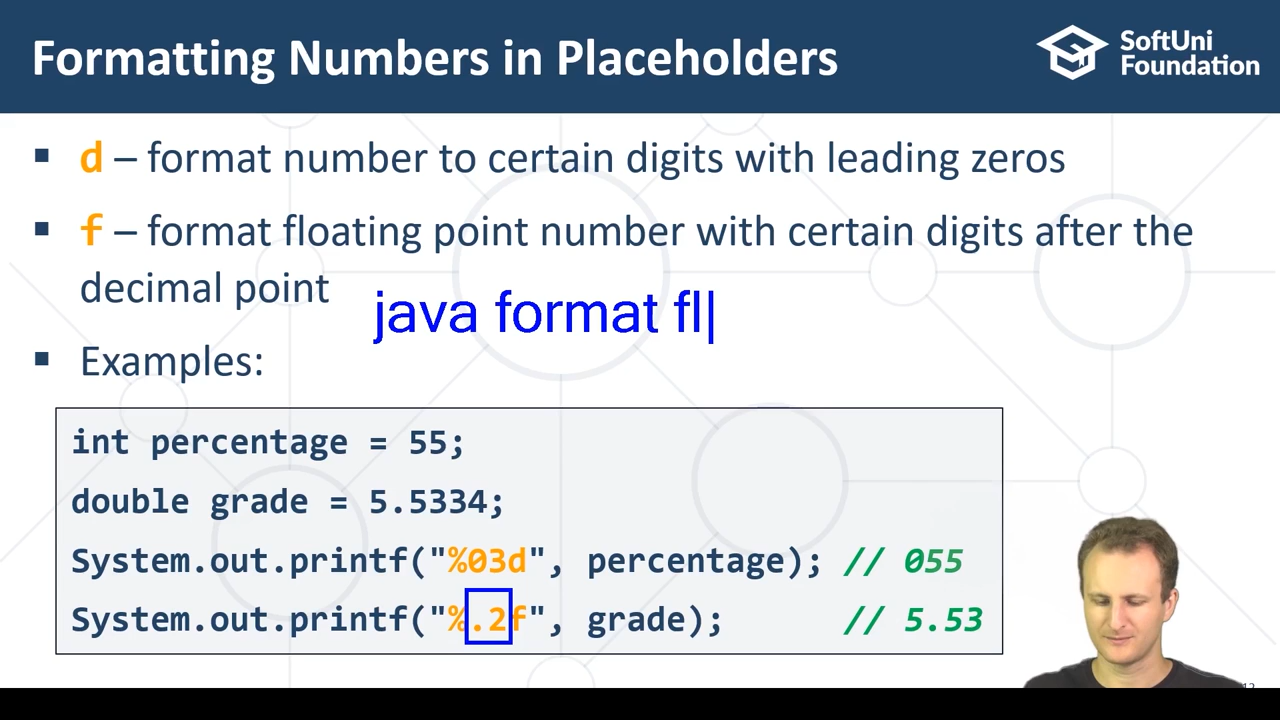 Formatting Numbers in Placeholders
SoftUni
Foundation
d – format number to certain digits with leading zeros
f – format floating point number with certain digits after the
decimal point
java format fl
Examples:
int percentage = 55;
double grade = 5.5334;
System.out.printf("%03d", percentage); // 055
System.out.printf("%.2f", grade); // 5.53